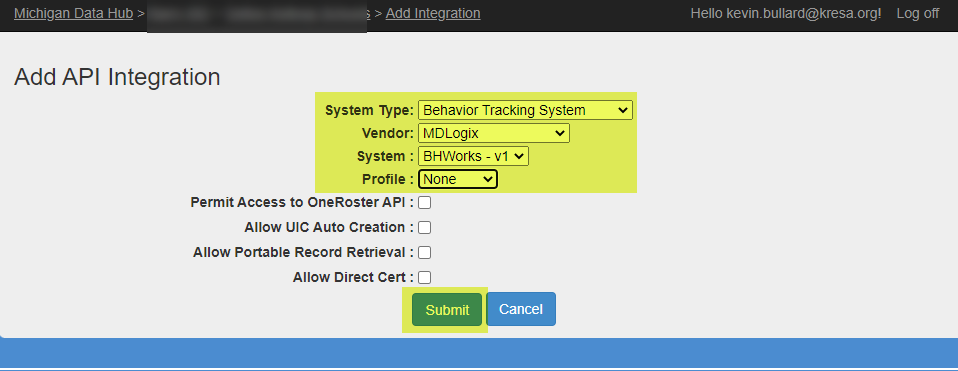 Michigan Data Hub > s > Add Integration
Hello kevin.bullard@kresa.org! Log off
Add API Integration
System Type: Behavior Tracking System
Vendor: MDLogix
System : BHWorks - v1
Profile : None
Permit Access to OneRoster API :
Allow UIC Auto Creation :
Allow Portable Record Retrieval :
Allow Direct Cert :
Submit Cancel